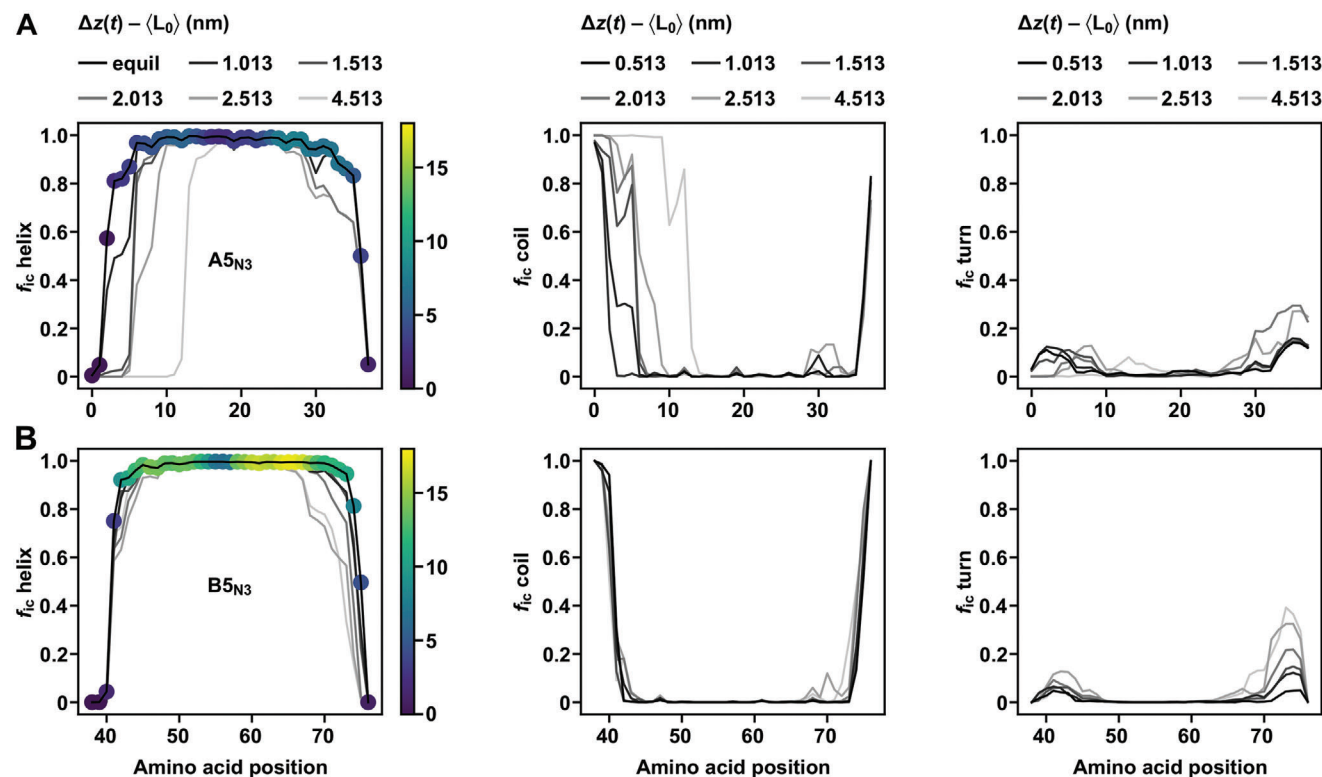 A
Δz(t) – ⟨L0⟩ (nm)
Δz(t) – ⟨L0⟩ (nm)
Δz(t) – ⟨L0⟩ (nm)
equil 1.013 1.513
2.013 2.513 4.513
0.513 1.013 1.513
2.013 2.513 4.513
0.513 1.013 1.513
2.013 2.513 4.513
fic helix
1.0
0.8
0.6
0.4
0.2
0
A5N3
0 10 20 30
15
10
5
0
fic coil
1.0
0.8
0.6
0.4
0.2
0
0 10 20 30
fic turn
1.0
0.8
0.6
0.4
0.2
0
0 10 20 30
B
fic helix
1.0
0.8
0.6
0.4
0.2
0
B5N3
40 50 60 70
Amino acid position
15
10
5
0
fic coil
1.0
0.8
0.6
0.4
0.2
0
40 50 60 70
Amino acid position
fic turn
1.0
0.8
0.6
0.4
0.2
0
40 50 60 70
Amino acid position